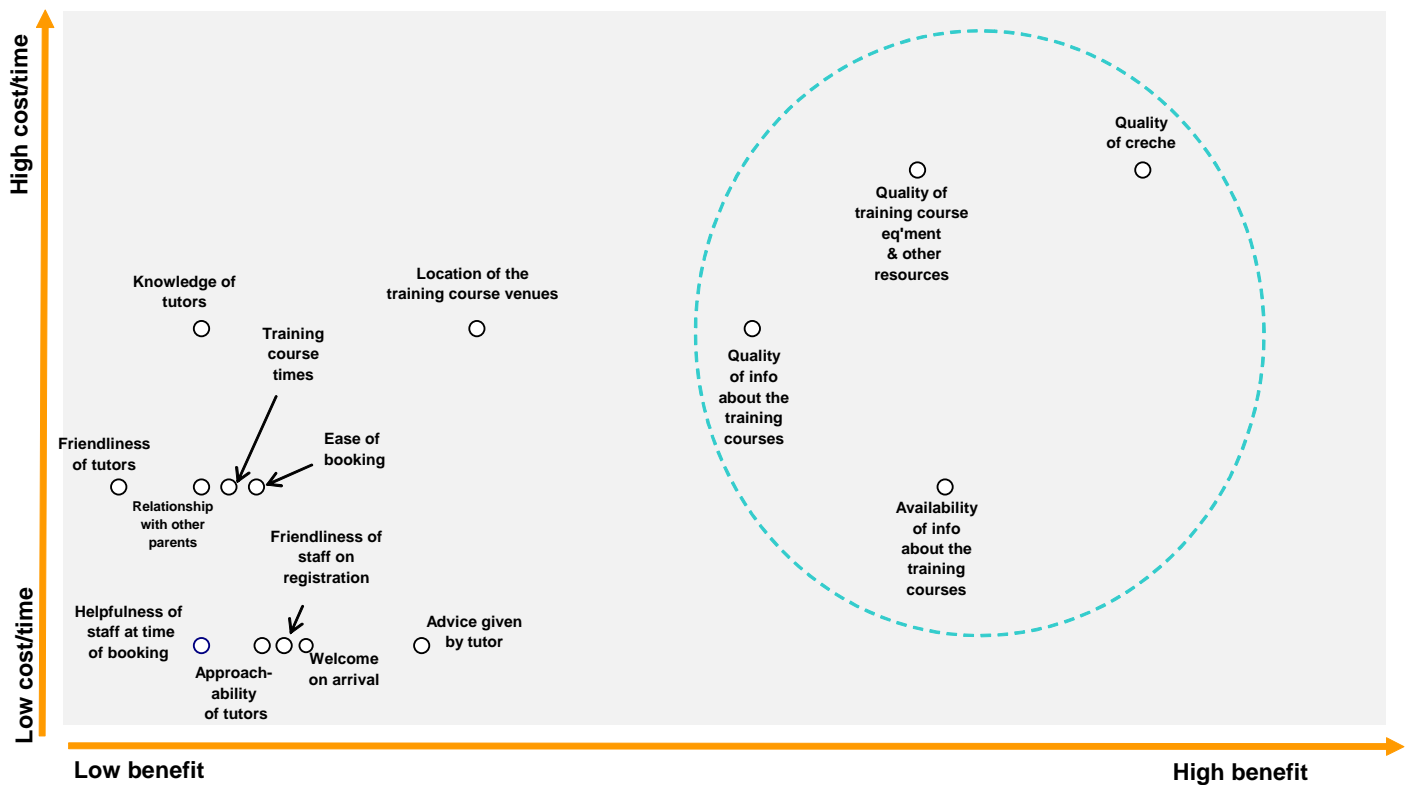 High cost/time
Low cost/time
Quality
of creche
Quality of
training course
eq'ment
& other
resources
Knowledge of
tutors
Location of the
training course venues
Training
course
times
Quality
of info
about the
training
courses
Friendliness
of tutors
Ease of
booking
Relationship
with other
parents
Availability
of info
about the
training
courses
Friendliness of
staff on
registration
Helpfulness of
staff at time
of booking
Advice given
by tutor
Approach-
ability
of tutors
Welcome
on arrival
Low benefit
High benefit